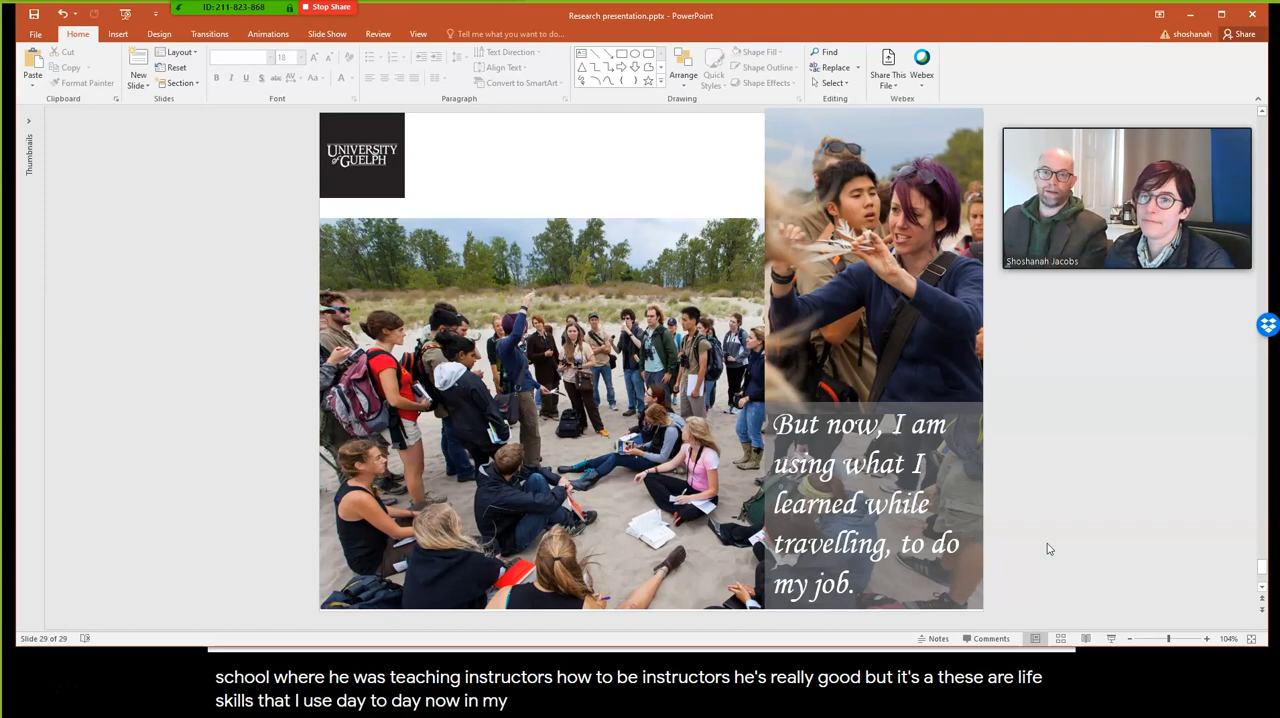 ID: 211-823-868
Stop Share
Research presentation.pptx - PowerPoint
File
Home
Insert
Design
Transitions
Animations
Slide Show
Review
View
Tell me what you want to do...
shoshanah
Share
Paste
Cut
Copy
Format Painter
Clipboard
New
Slide
Layout
Reset
Section
Slides
18
Font
Text Direction
Align Text
Convert to SmartArt
Paragraph
Arrange
Quick
Styles
Shape Fill
Shape Outline
Shape Effects
Drawing
Find
Replace
Select
Editing
Share This
File
Webex
Webex
Thumbnails
UNIVERSITY
of GUELPH
Shoshanah Jacobs
But now, I am
using what I
learned while
travelling, to do
my job.
Slide 29 of 29
Notes
Comments
104%
school where he was teaching instructors how to be instructors he's really good but it's a these are life
skills that I use day to day now in my